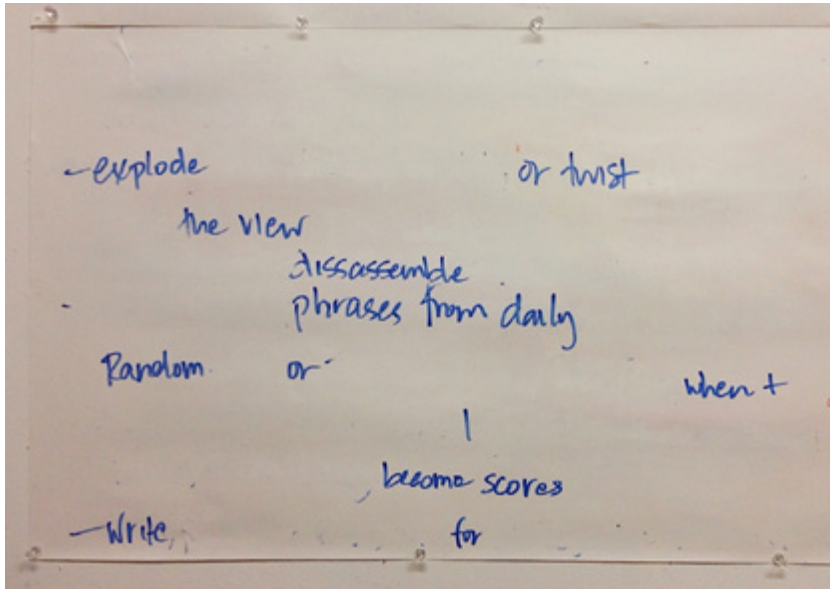 - explode or twist
the view
dissassemble
- phrases from daily
Random or
when +
|
become scores
- Write for